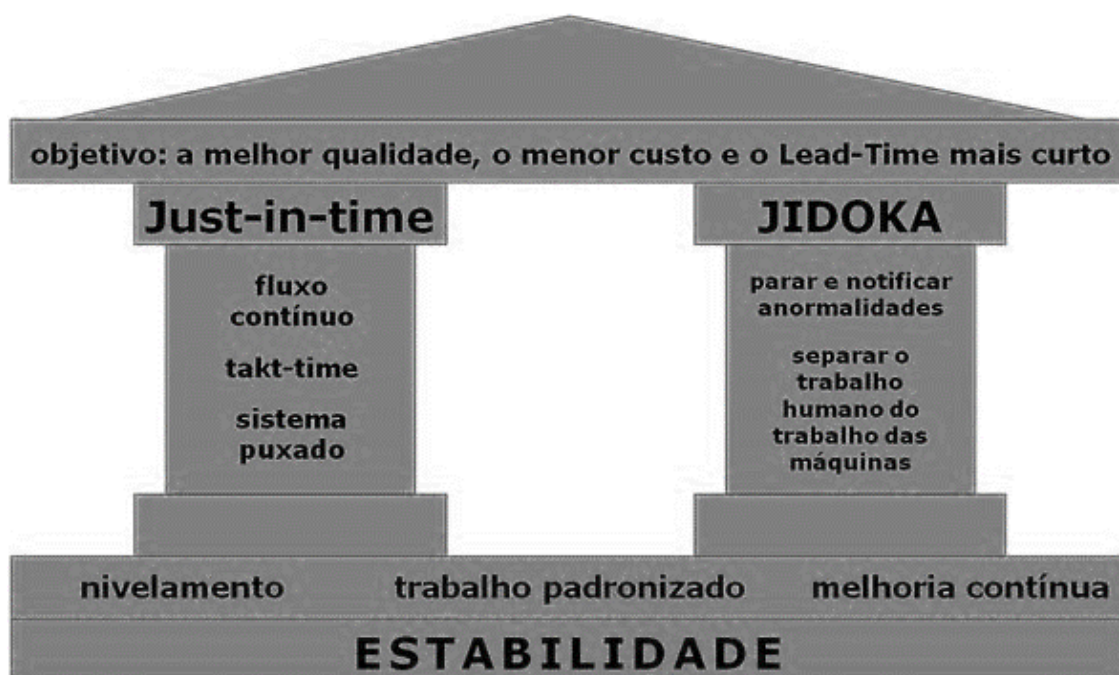 objetivo: a melhor qualidade, o menor custo e o Lead-Time mais curto
Just-in-time
fluxo
contínuo
takt-time
sistema
puxado
JIDOKA
parar e notificar
anormalidades
separar o
trabalho
humano do
trabalho das
máquinas
nivelamento trabalho padronizado melhoria contínua
ESTABILIDADE